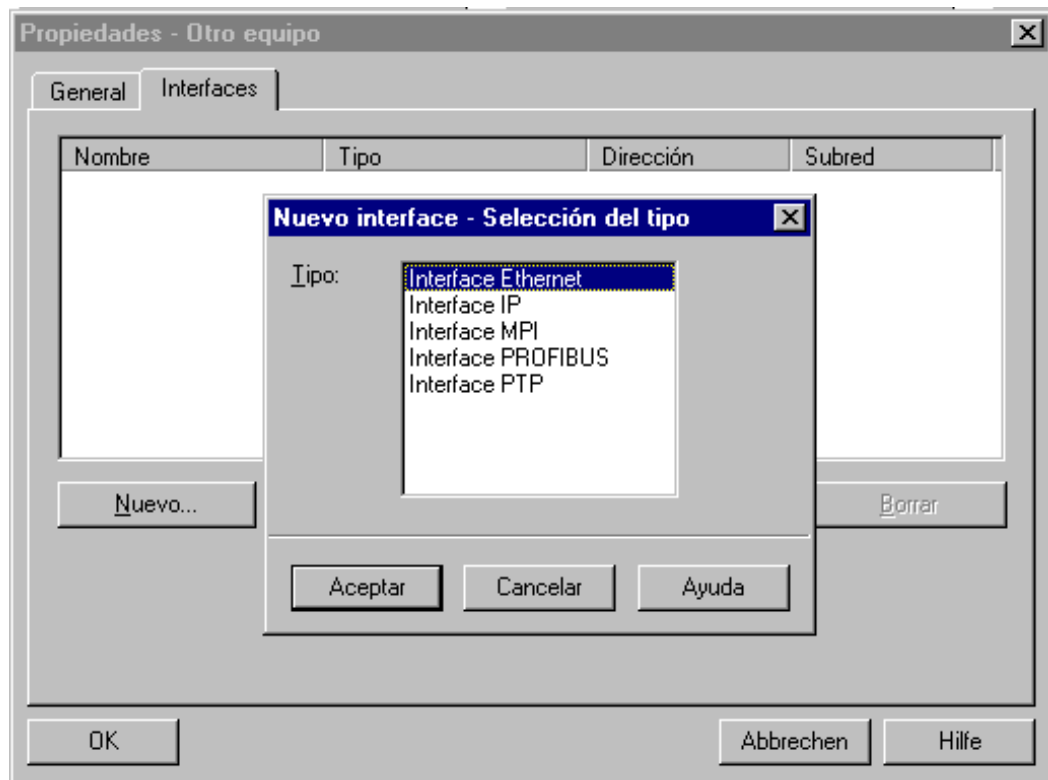 Propiedades - Otro equipo
General Interfaces
Nombre Tipo Dirección Subred
Nuevo interface - Selección del tipo
Tipo:
Interface Ethernet
Interface IP
Interface MPI
Interface PROFIBUS
Interface PTP
Nuevo... Borrar
Aceptar Cancelar Ayuda
OK Abbrechen Hilfe